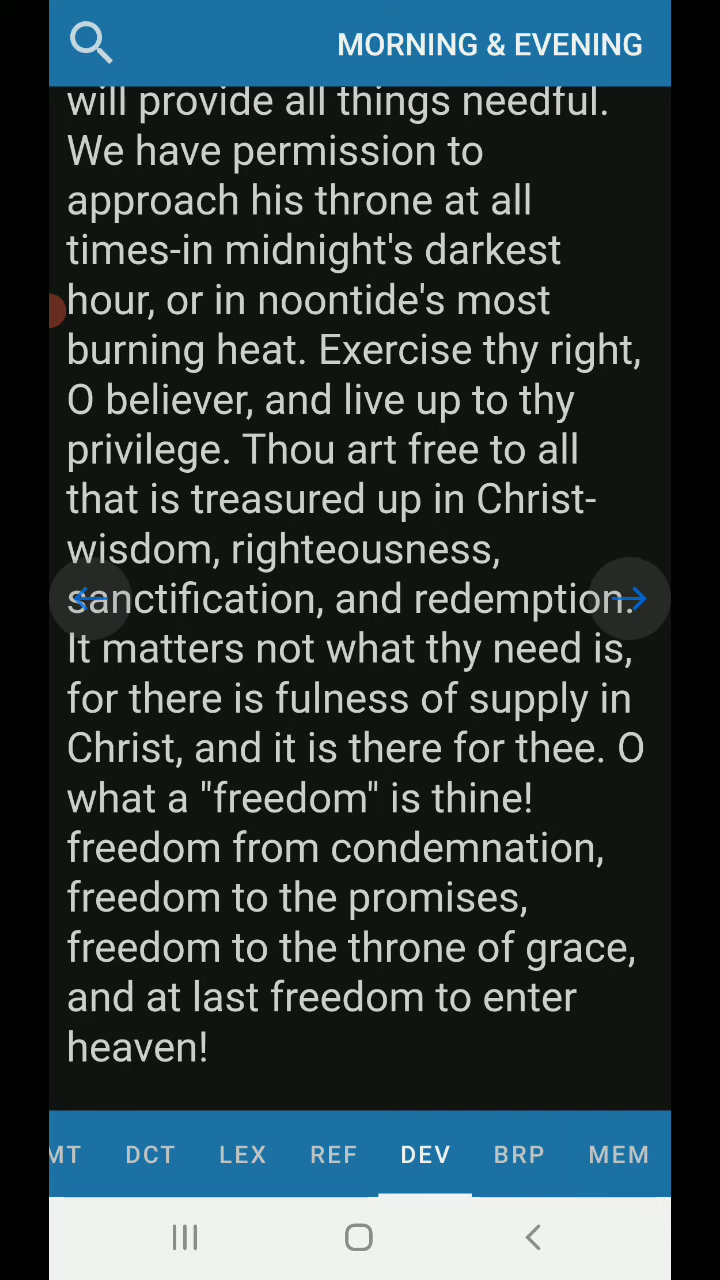 MORNING & EVENING
will provide all things needful.
We have permission to
approach his throne at all
times-in midnight's darkest
hour, or in noontide's most
burning heat. Exercise thy right,
O believer, and live up to thy
privilege. Thou art free to all
that is treasured up in Christ-
wisdom, righteousness,
sanctification, and redemption.
It matters not what thy need is,
for there is fulness of supply in
Christ, and it is there for thee. O
what a "freedom" is thine!
freedom from condemnation,
freedom to the promises,
freedom to the throne of grace,
and at last freedom to enter
heaven!
MT DCT LEX REF DEV BRP MEM